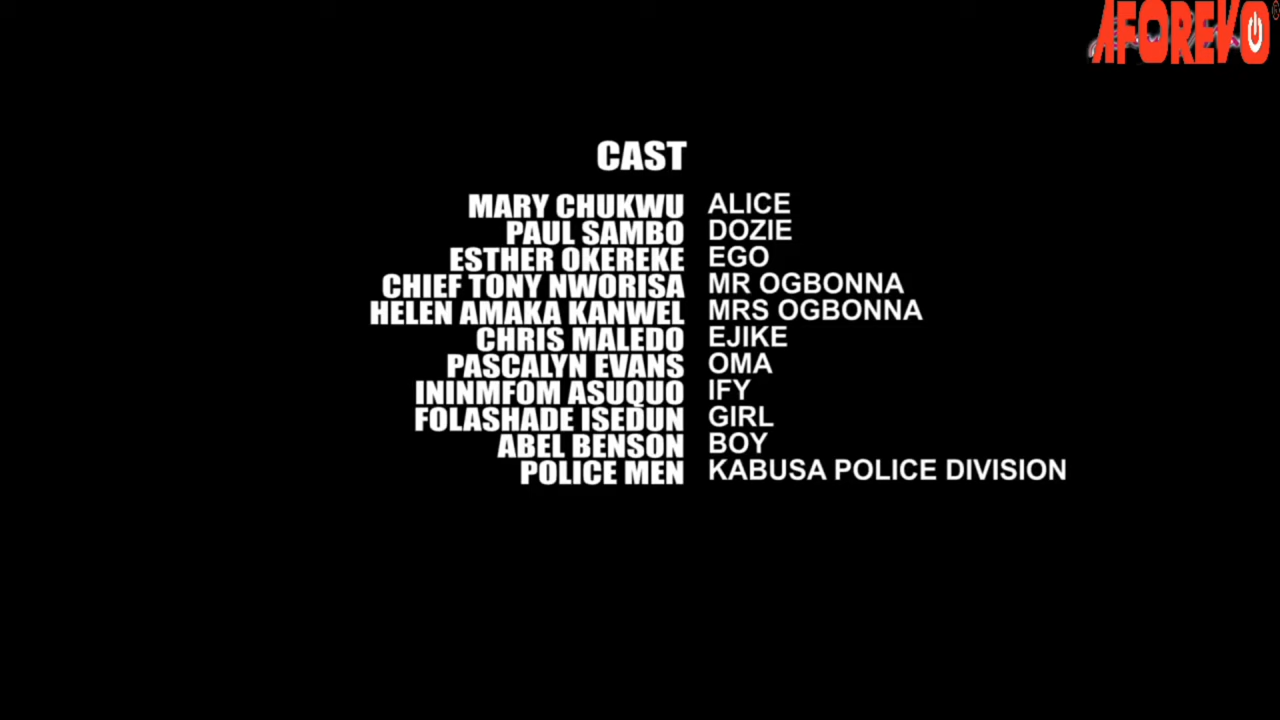 AFOREVO
CAST
MARY CHUKWU ALICE
PAUL SAMBO DOZIE
ESTHER OKEREKE EGO
CHIEF TONY NWORISA MR OGBONNA
HELEN AMAKA KANWEL MRS OGBONNA
CHRIS MALEDO EJIKE
PASCALYN EVANS OMA
ININMFOM ASUQUO IFY
FOLASHADE ISEDUN GIRL
ABEL BENSON BOY
POLICE MEN KABUSA POLICE DIVISION